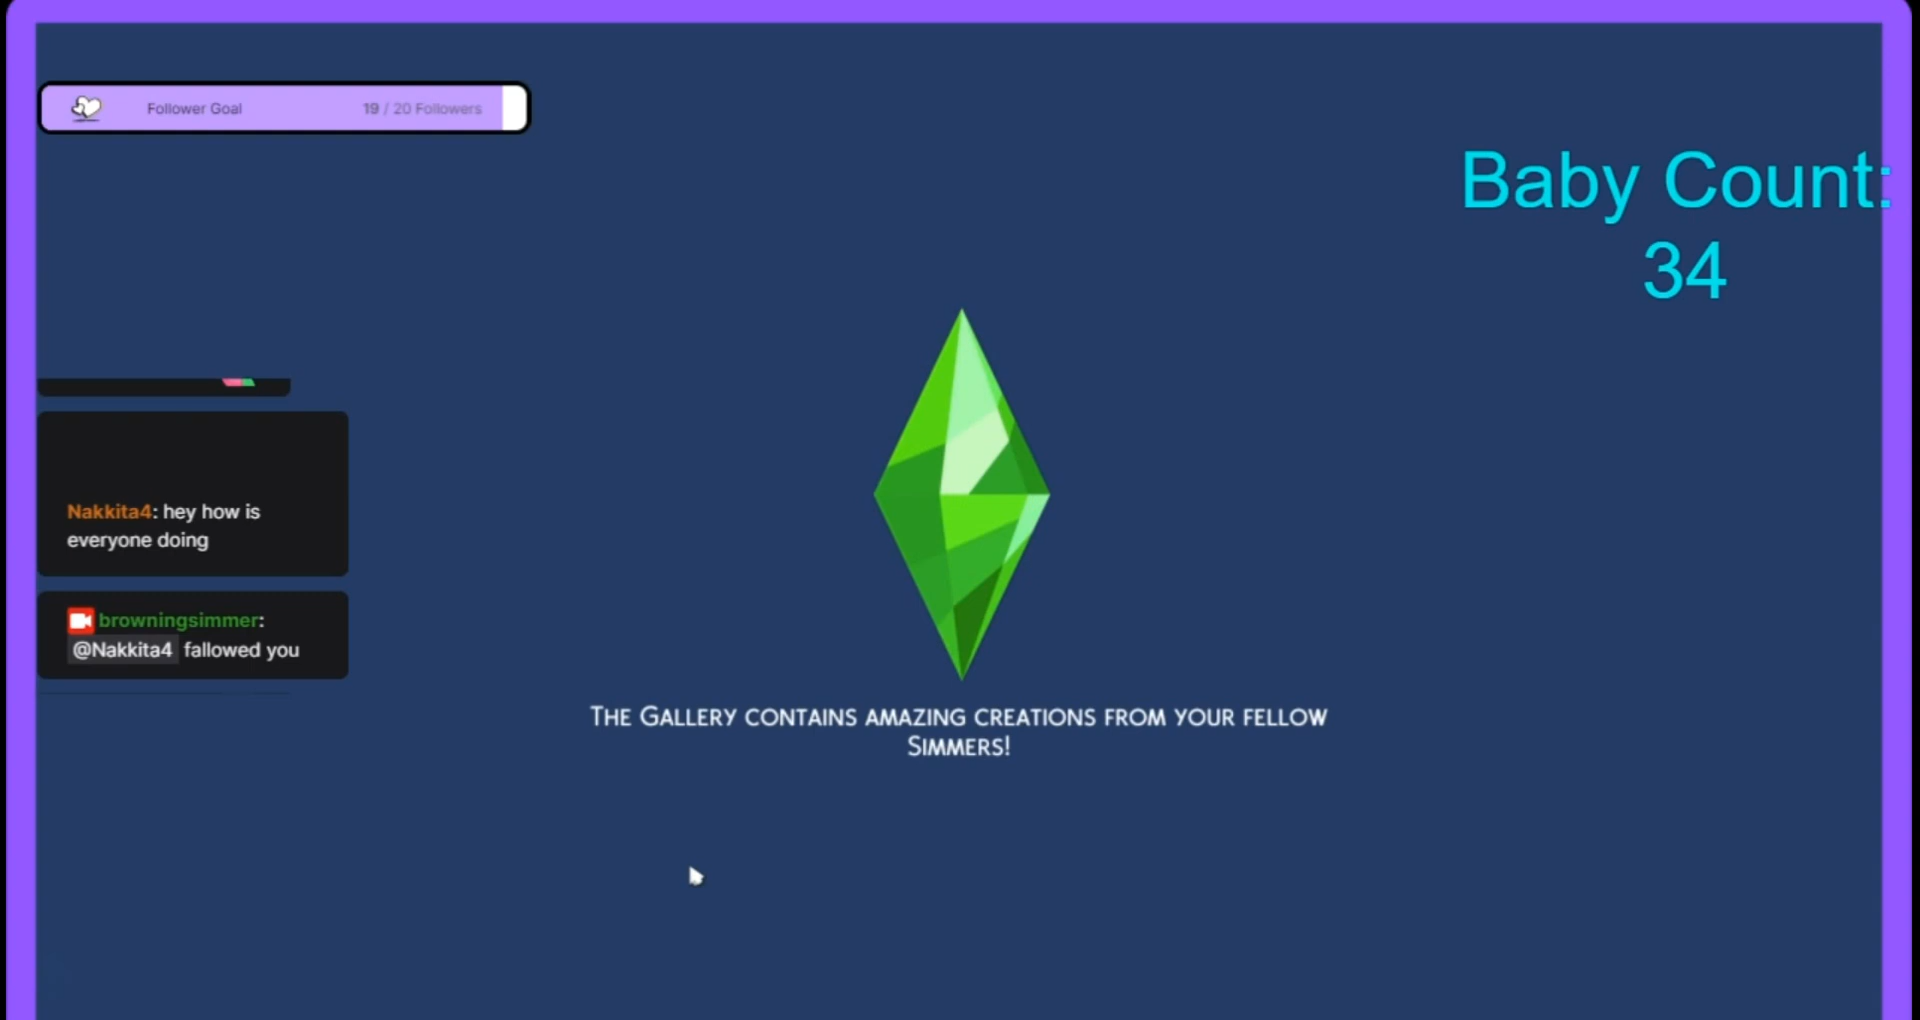 Follower Goal 19 / 20 Followers
Baby Count:
34
Nakkita4: hey how is
everyone doing
browningsimmer:
@Nakkita4 fallowed you
The Gallery contains amazing creations from your fellow
Simmers!